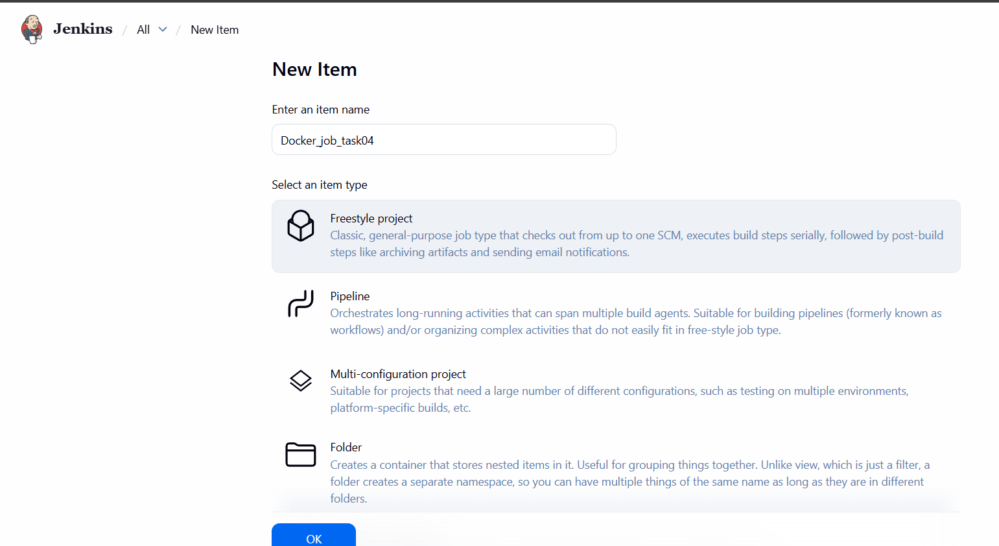 Jenkins / All / New Item
New Item
Enter an item name
Docker_job_task04
Select an item type
Freestyle project
Classic, general-purpose job type that checks out from up to one SCM, executes build steps serially, followed by post-build
steps like archiving artifacts and sending email notifications.
Pipeline
Orchestrates long-running activities that can span multiple build agents. Suitable for building pipelines (formerly known as
workflows) and/or organizing complex activities that do not easily fit in free-style job type.
Multi-configuration project
Suitable for projects that need a large number of different configurations, such as testing on multiple environments,
platform-specific builds, etc.
Folder
Creates a container that stores nested items in it. Useful for grouping things together. Unlike view, which is just a filter, a
folder creates a separate namespace, so you can have multiple things of the same name as long as they are in different
folders.
OK